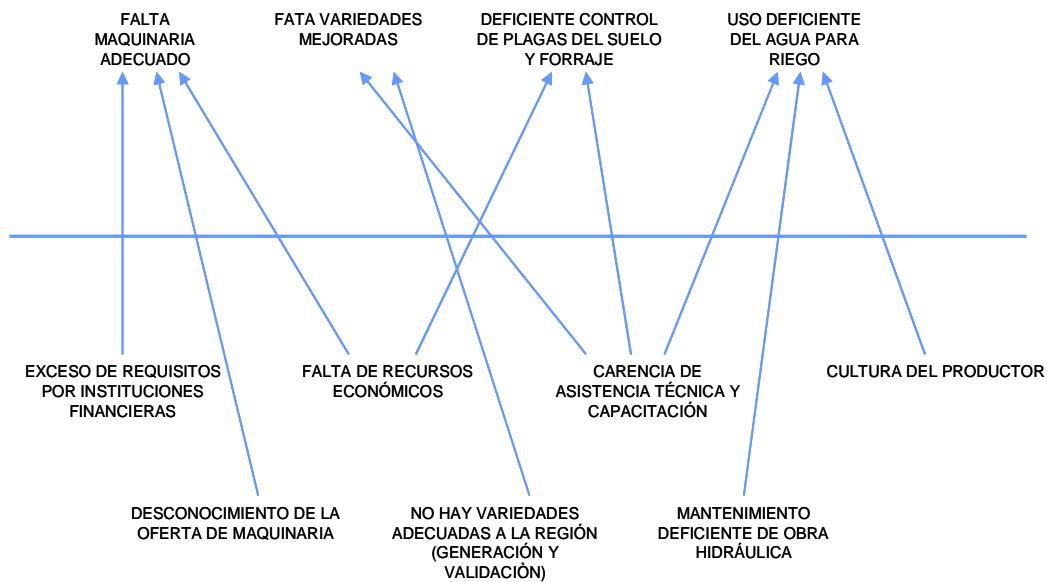 FALTA
MAQUINARIA
ADECUADO
FATA VARIEDADES
MEJORADAS
DEFICIENTE CONTROL
DE PLAGAS DEL SUELO
Y FORRAJE
USO DEFICIENTE
DEL AGUA PARA
RIEGO
EXCESO DE REQUISITOS
POR INSTITUCIONES
FINANCIERAS
FALTA DE RECURSOS
ECONÓMICOS
CARENCIA DE
ASISTENCIA TÉCNICA Y
CAPACITACIÓN
CULTURA DEL PRODUCTOR
DESCONOCIMIENTO DE LA
OFERTA DE MAQUINARIA
NO HAY VARIEDADES
ADECUADAS A LA REGIÓN
(GENERACIÓN Y
VALIDACIÒN)
MANTENIMIENTO
DEFICIENTE DE OBRA
HIDRÁULICA